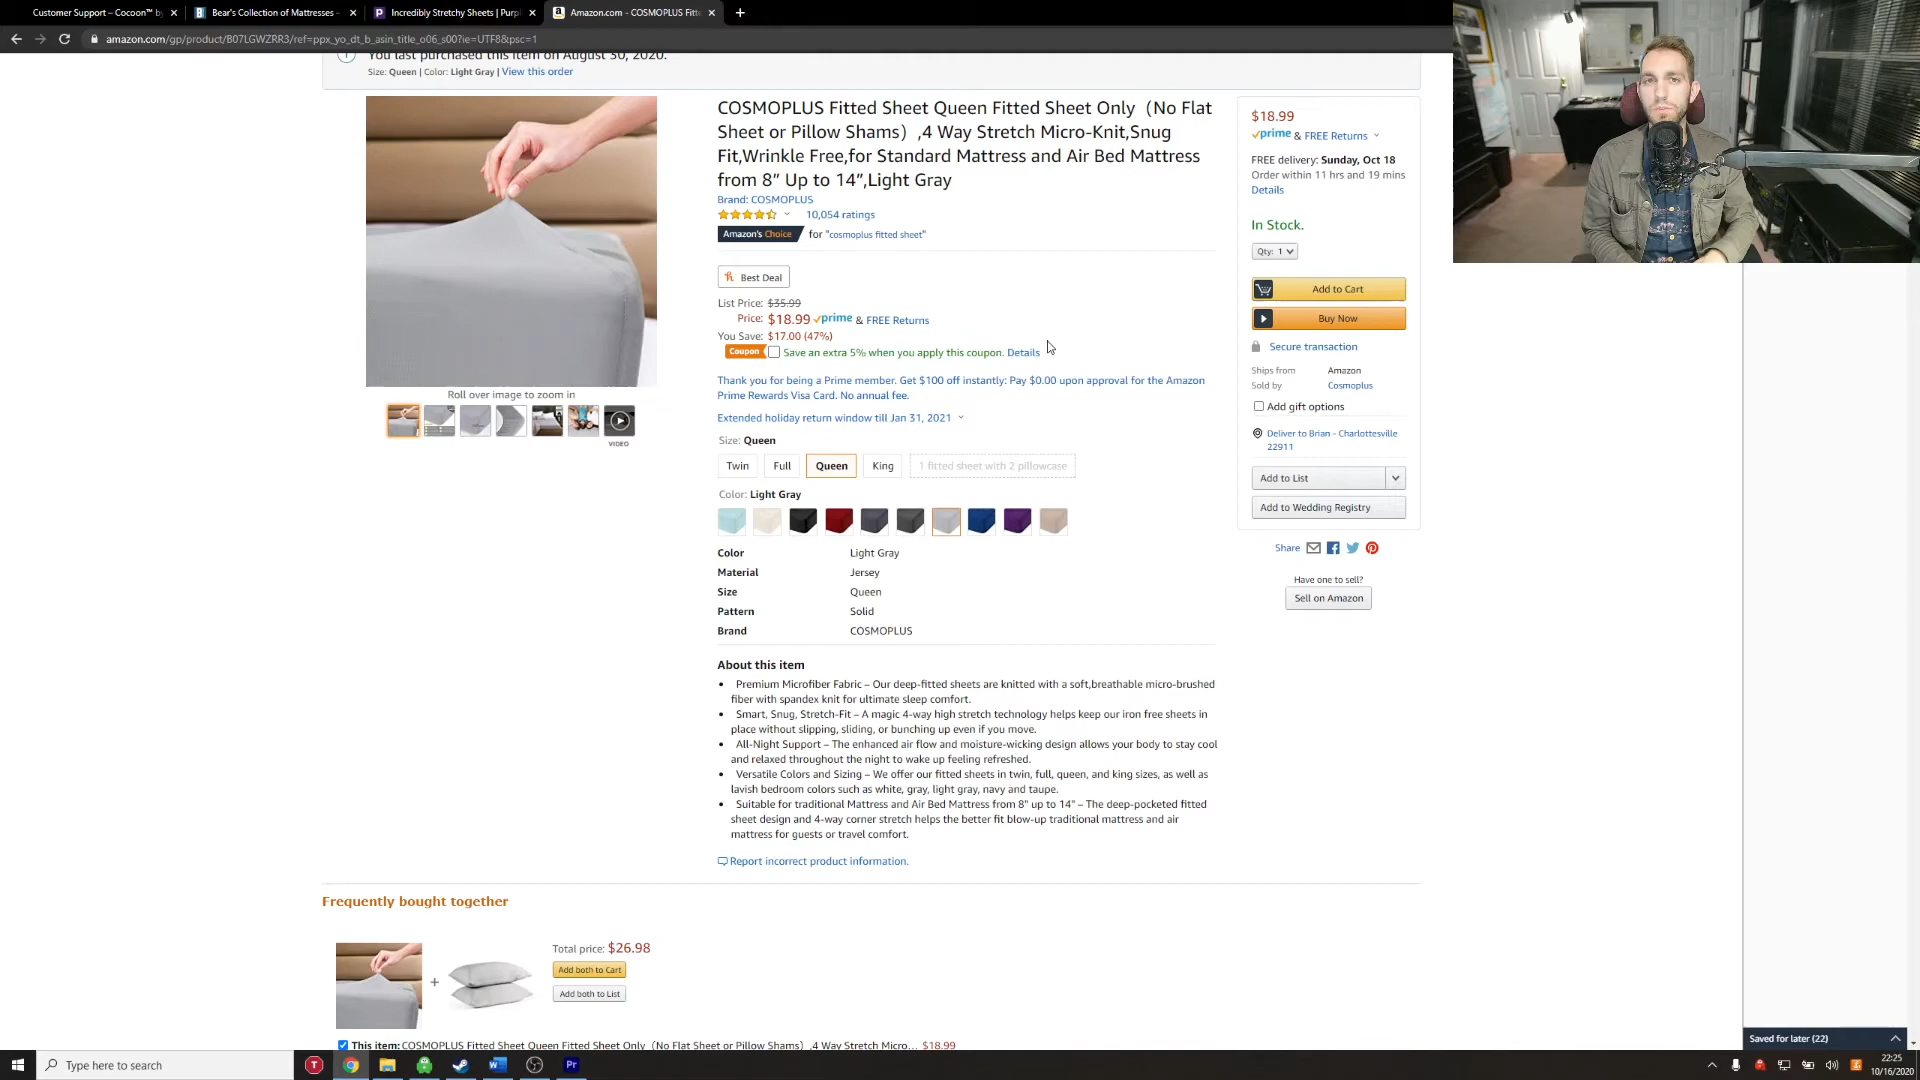 Customer Support – Cocoon™ by
Bear's Collection of Mattresses –
Incredibly Stretchy Sheets | Purpl
Amazon.com - COSMOPLUS Fitte
amazon.com/gp/product/B07LGWZRR3/ref=ppx_yo_dt_b_asin_title_o06_s00?ie=UTF8&psc=1
You last purchased this item on August 30, 2020.
Size: Queen | Color: Light Gray | View this order
Roll over image to zoom in
VIDEO
COSMOPLUS Fitted Sheet Queen Fitted Sheet Only（No Flat
Sheet or Pillow Shams）,4 Way Stretch Micro-Knit,Snug
Fit,Wrinkle Free,for Standard Mattress and Air Bed Mattress
from 8” Up to 14”,Light Gray
Brand: COSMOPLUS
10,054 ratings
Amazon's Choice for "cosmoplus fitted sheet"
Best Deal
List Price: $35.99
Price: $18.99 prime & FREE Returns
You Save: $17.00 (47%)
Coupon Save an extra 5% when you apply this coupon. Details
Thank you for being a Prime member. Get $100 off instantly: Pay $0.00 upon approval for the Amazon
Prime Rewards Visa Card. No annual fee.
Extended holiday return window till Jan 31, 2021
Size: Queen
Twin Full Queen King 1 fitted sheet with 2 pillowcase
Color: Light Gray
Color Light Gray
Material Jersey
Size Queen
Pattern Solid
Brand COSMOPLUS
About this item
• Premium Microfiber Fabric – Our deep-fitted sheets are knitted with a soft,breathable micro-brushed
fiber with spandex knit for ultimate sleep comfort.
• Smart, Snug, Stretch-Fit – A magic 4-way high stretch technology helps keep our iron free sheets in
place without slipping, sliding, or bunching up even if you move.
• All-Night Support – The enhanced air flow and moisture-wicking design allows your body to stay cool
and relaxed throughout the night to wake up feeling refreshed.
• Versatile Colors and Sizing – We offer our fitted sheets in twin, full, queen, and king sizes, as well as
lavish bedroom colors such as white, gray, light gray, navy and taupe.
• Suitable for traditional Mattress and Air Bed Mattress from 8" up to 14" – The deep-pocketed fitted
sheet design and 4-way corner stretch helps the better fit blow-up traditional mattress and air
mattress for guests or travel comfort.
Report incorrect product information.
$18.99
prime & FREE Returns
FREE delivery: Sunday, Oct 18
Order within 11 hrs and 19 mins
Details
In Stock.
Qty: 1
Add to Cart
Buy Now
Secure transaction
Ships from Amazon
Sold by Cosmoplus
Add gift options
Deliver to Brian - Charlottesville
22911
Add to List
Add to Wedding Registry
Share
Have one to sell?
Sell on Amazon
Frequently bought together
+
Total price: $26.98
Add both to Cart
Add both to List
This item: COSMOPLUS Fitted Sheet Queen Fitted Sheet Only（No Flat Sheet or Pillow Shams）,4 Way Stretch Micro... $18.99
Saved for later (22)
Type here to search
22:25
10/16/2020